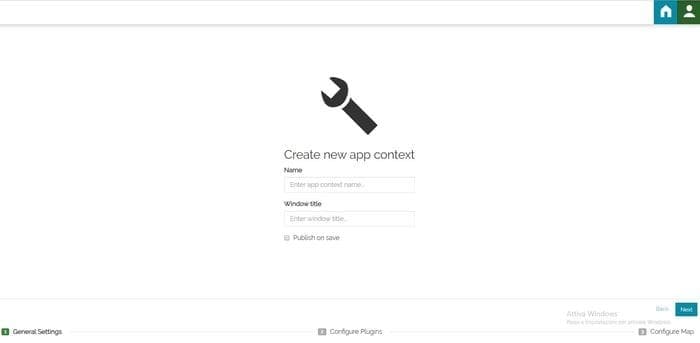 Create new app context
Name
Enter app context name...
Window title
Enter window title...
Publish on save
Attiva Windows
Passa a Impostazioni per attivare Windows.
Back
Next
1 General Settings
2 Configure Plugins
3 Configure Map